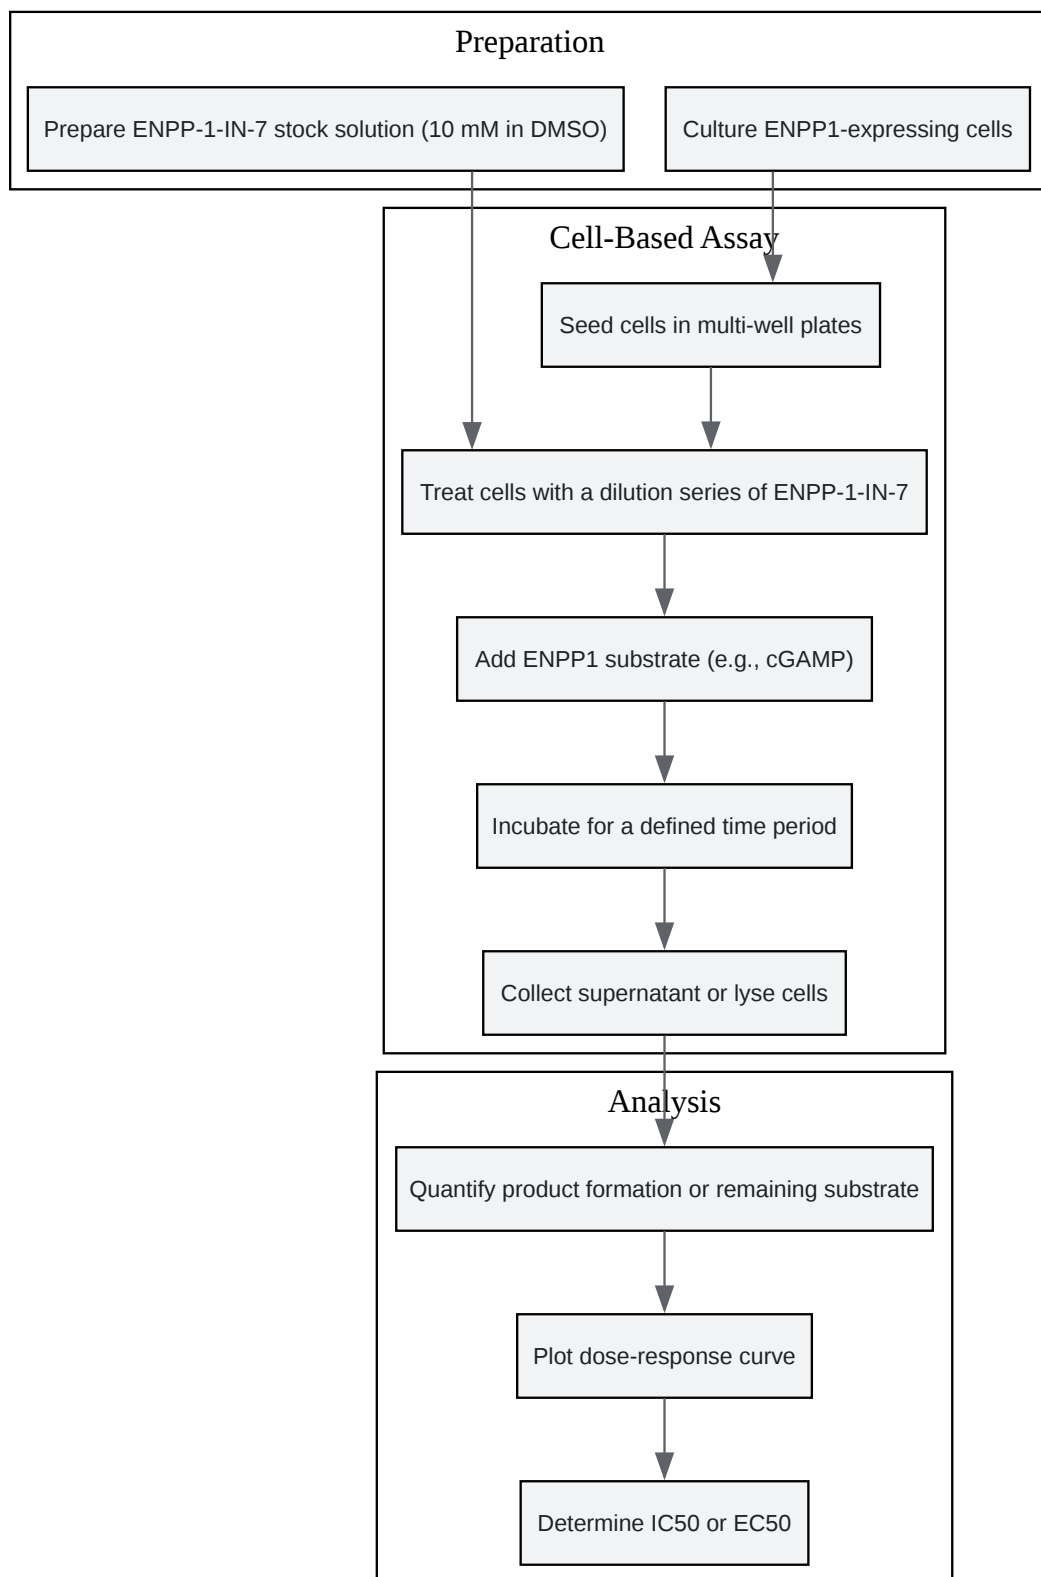 Preparation
Prepare ENPP-1-IN-7 stock solution (10 mM in DMSO)
Culture ENPP1-expressing cells
Cell-Based Assay
Seed cells in multi-well plates
Treat cells with a dilution series of ENPP-1-IN-7
Add ENPP1 substrate (e.g., cGAMP)
Incubate for a defined time period
Collect supernatant or lyse cells
Analysis
Quantify product formation or remaining substrate
Plot dose-response curve
Determine IC50 or EC50